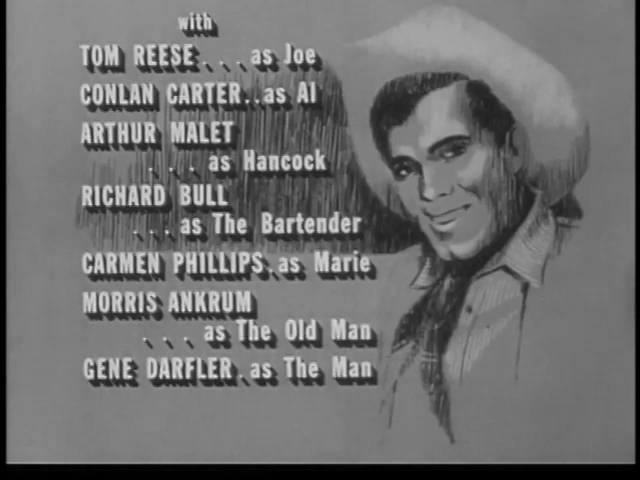 with
TOM REESE . . . as Joe
CONLAN CARTER . . as Al
ARTHUR MALET
. . . as Hancock
RICHARD BULL
. . . as The Bartender
CARMEN PHILLIPS . as Marie
MORRIS ANKRUM
. . . as The Old Man
GENE DARFLER . as The Man